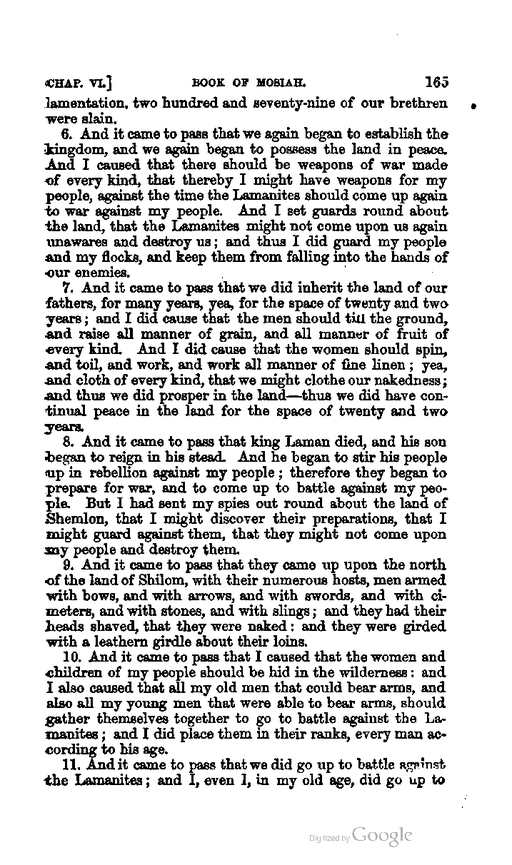 CHAP. VI.] BOOK OF MOSIAH. 165
lamentation, two hundred and seventy-nine of our brethren
were slain.
6. And it came to pass that we again began to establish the
kingdom, and we again began to possess the land in peace.
And I caused that there should be weapons of war made
of every kind, that thereby I might have weapons for my
people, against the time the Lamanites should come up again
to war against my people. And I set guards round about
the land, that the Lamanites might not come upon us again
unawares and destroy us; and thus I did guard my people
and my flocks, and keep them from falling into the hands of
our enemies.
7. And it came to pass that we did inherit the land of our
fathers, for many years, yea, for the space of twenty and two
years; and I did cause that the men should till the ground,
and raise all manner of grain, and all manner of fruit of
every kind. And I did cause that the women should spin,
and toil, and work, and work all manner of fine linen; yea,
and cloth of every kind, that we might clothe our nakedness;
and thus we did prosper in the land—thus we did have con-
tinual peace in the land for the space of twenty and two
years.
8. And it came to pass that king Laman died, and his son
began to reign in his stead. And he began to stir his people
up in rebellion against my people; therefore they began to
prepare for war, and to come up to battle against my peo-
ple. But I had sent my spies out round about the land of
Shemlon, that I might discover their preparations, that I
might guard against them, that they might not come upon
my people and destroy them.
9. And it came to pass that they came up upon the north
of the land of Shilom, with their numerous hosts, men armed
with bows, and with arrows, and with swords, and with ci-
meters, and with stones, and with slings; and they had their
heads shaved, that they were naked: and they were girded
with a leathern girdle about their loins.
10. And it came to pass that I caused that the women and
children of my people should be hid in the wilderness: and
I also caused that all my old men that could bear arms, and
also all my young men that were able to bear arms, should
gather themselves together to go to battle against the La-
manites; and I did place them in their ranks, every man ac-
cording to his age.
11. And it came to pass that we did go up to battle against
the Lamanites; and I, even I, in my old age, did go up to
Digitized by Google